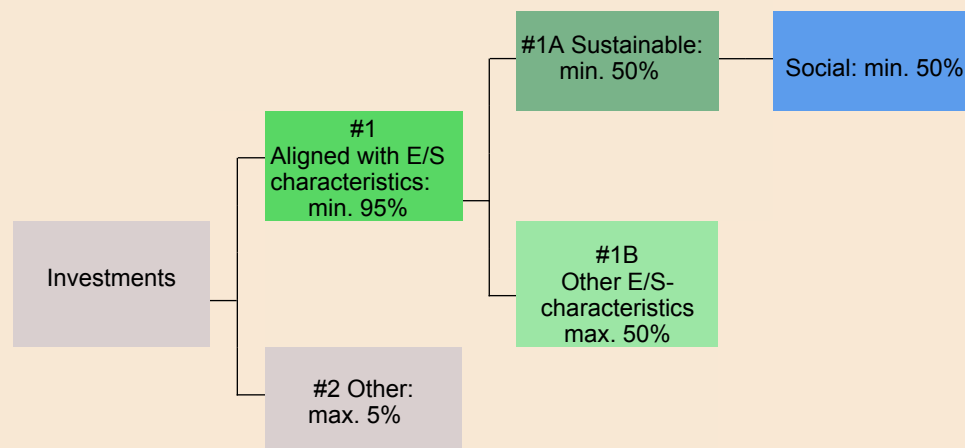 Investments
#1
Aligned with E/S
characteristics:
min. 95%
#2 Other:
max. 5%
#1A Sustainable:
min. 50%
#1B
Other E/S-
characteristics
max. 50%
Social: min. 50%